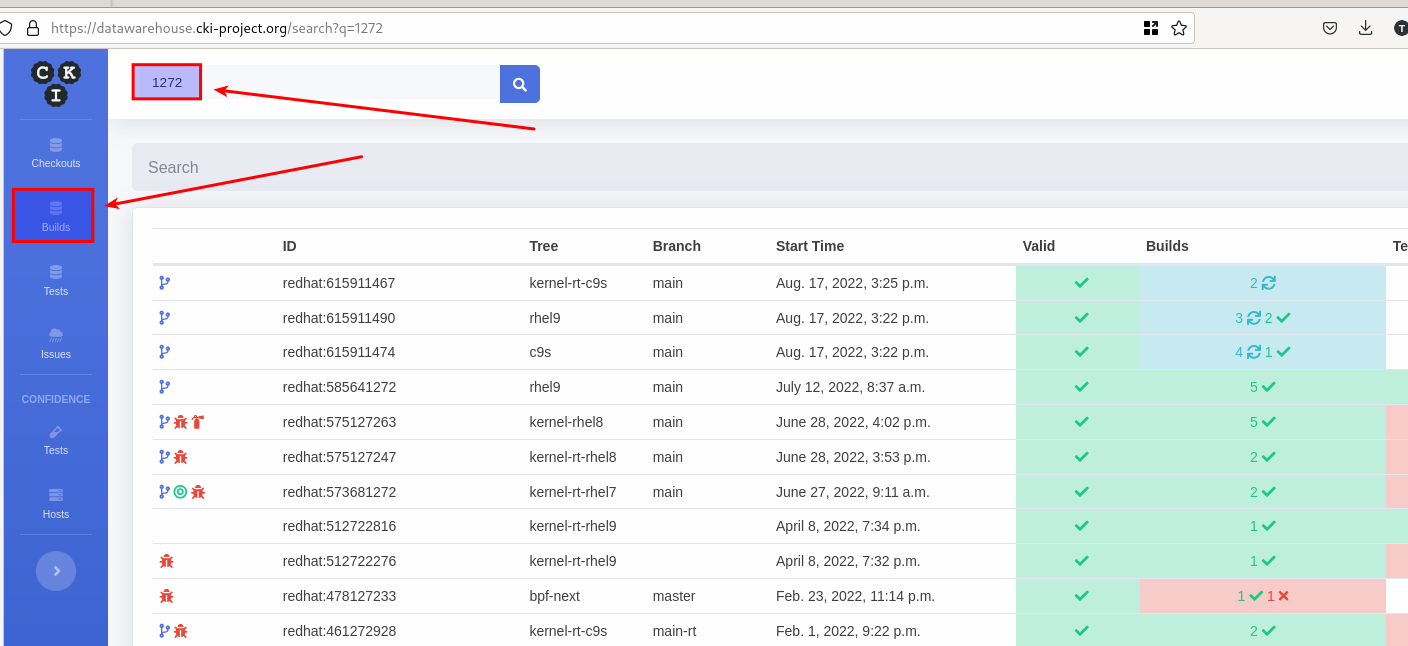 T
https://datawarehouse.cki-project.org/search?q=1272
C K
I
1272
Checkouts
Search
Builds
ID Tree Branch Start Time Valid Builds Te
Tests
redhat:615911467 kernel-rt-c9s main Aug. 17, 2022, 3:25 p.m. 2
redhat:615911490 rhel9 main Aug. 17, 2022, 3:22 p.m. 3 2
Issues
redhat:615911474 c9s main Aug. 17, 2022, 3:22 p.m. 4 1
redhat:585641272 rhel9 main July 12, 2022, 8:37 a.m. 5
CONFIDENCE
redhat:575127263 kernel-rhel8 main June 28, 2022, 4:02 p.m. 5
Tests
redhat:575127247 kernel-rt-rhel8 main June 28, 2022, 3:53 p.m. 2
redhat:573681272 kernel-rt-rhel7 main June 27, 2022, 9:11 a.m. 2
Hosts
redhat:512722816 kernel-rt-rhel9 April 8, 2022, 7:34 p.m. 1
redhat:512722276 kernel-rt-rhel9 April 8, 2022, 7:32 p.m. 1
redhat:478127233 bpf-next master Feb. 23, 2022, 11:14 p.m. 1 1
redhat:461272928 kernel-rt-c9s main-rt Feb. 1, 2022, 9:22 p.m. 2